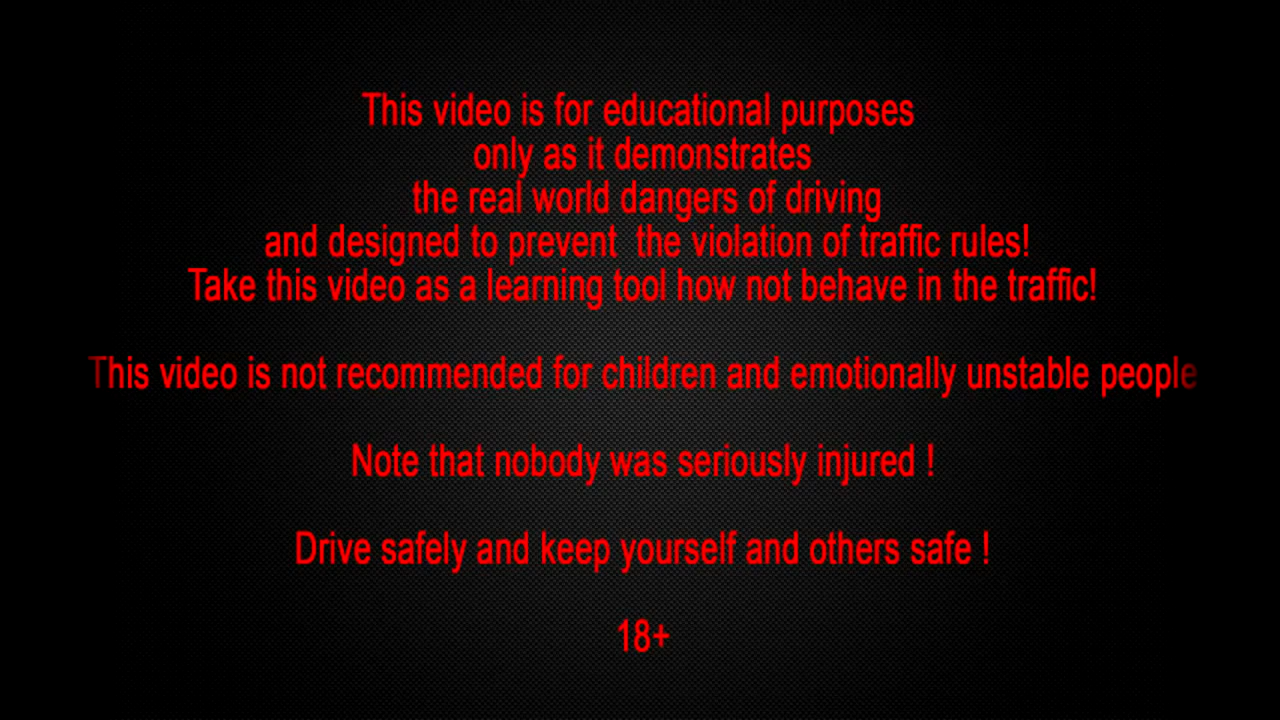 This video is for educational purposes
only as it demonstrates
the real world dangers of driving
and designed to prevent  the violation of traffic rules!
Take this video as a learning tool how not behave in the traffic!
This video is not recommended for children and emotionally unstable people
Note that nobody was seriously injured !
Drive safely and keep yourself and others safe !
18+